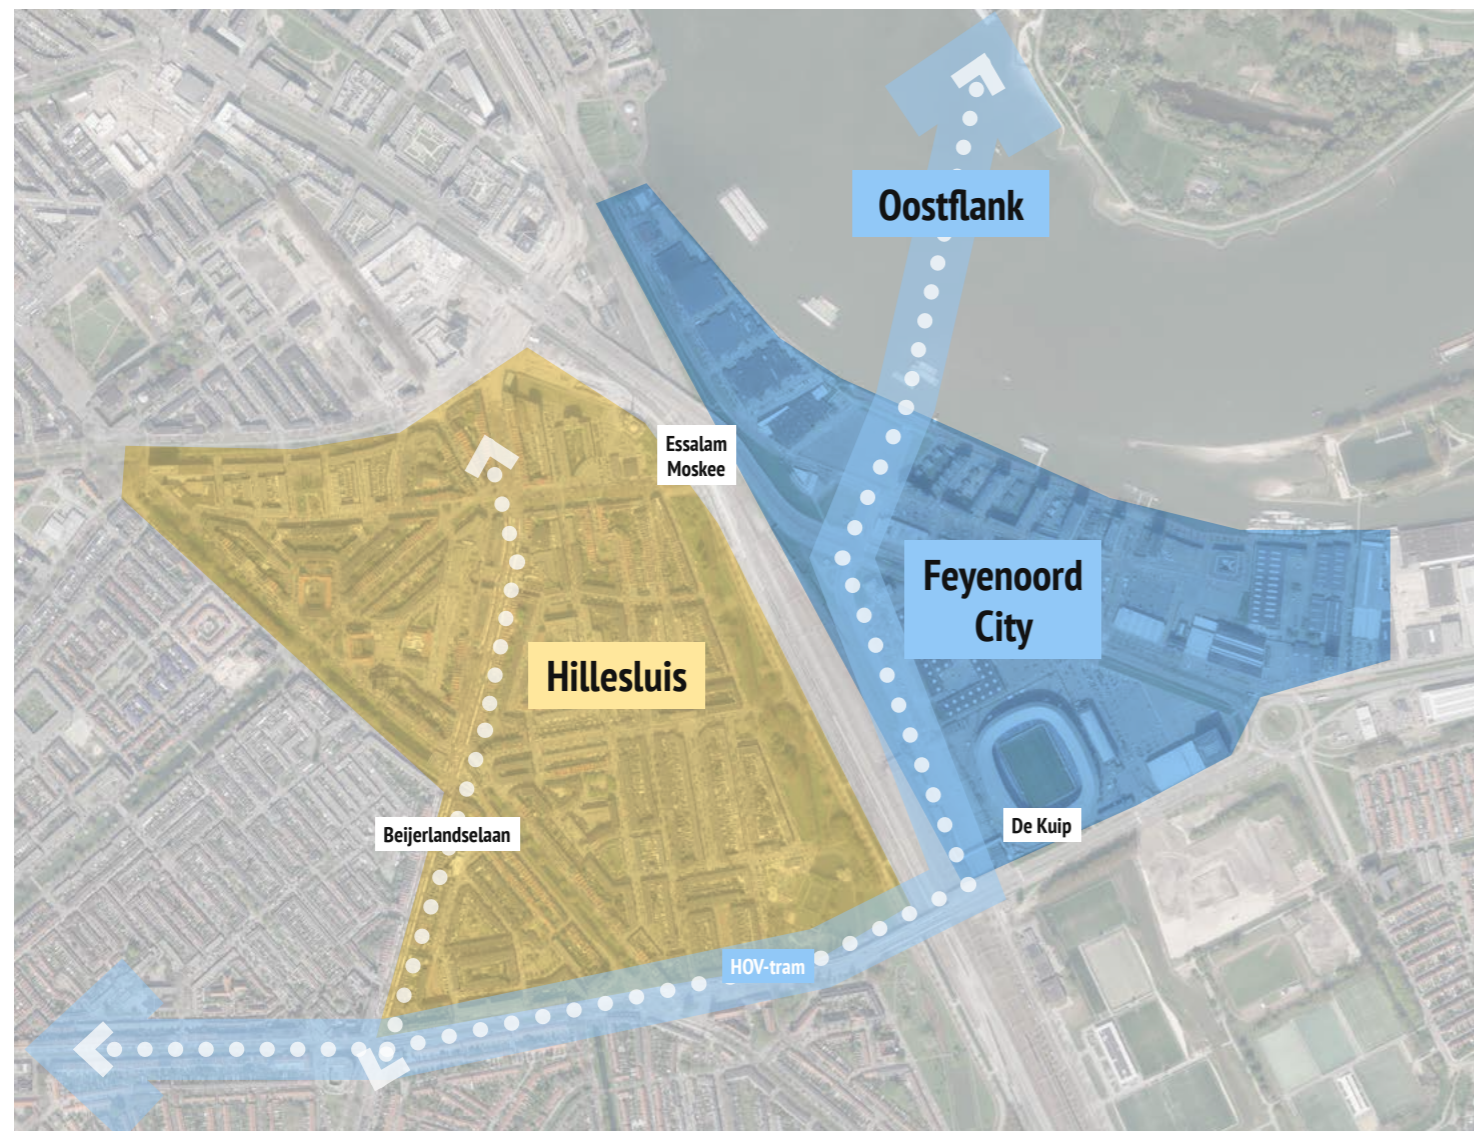 Oostflank
Essalam
Moskee
Feyenoord
City
Hillesluis
De Kuip
Beijerlandselaan
HOV-tram